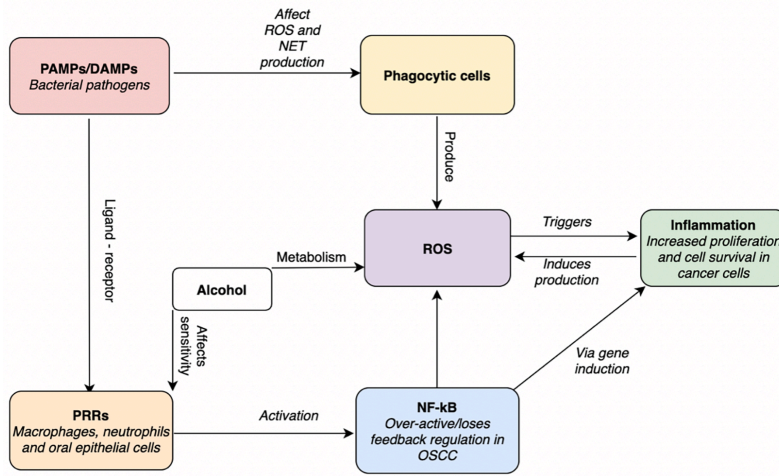 Affect
ROS and
NET
production
PAMPs/DAMPs
Bacterial pathogens
Phagocytic cells
Produce
Ligand - receptor
ROS
Triggers
Induces
production
Inflammation
Increased proliferation
and cell survival in
cancer cells
Metabolism
Alcohol
Affects
sensitivity
Via gene
induction
PRRs
Macrophages, neutrophils
and oral epithelial cells
Activation
NF-kB
Over-active/loses
feedback regulation in
OSCC